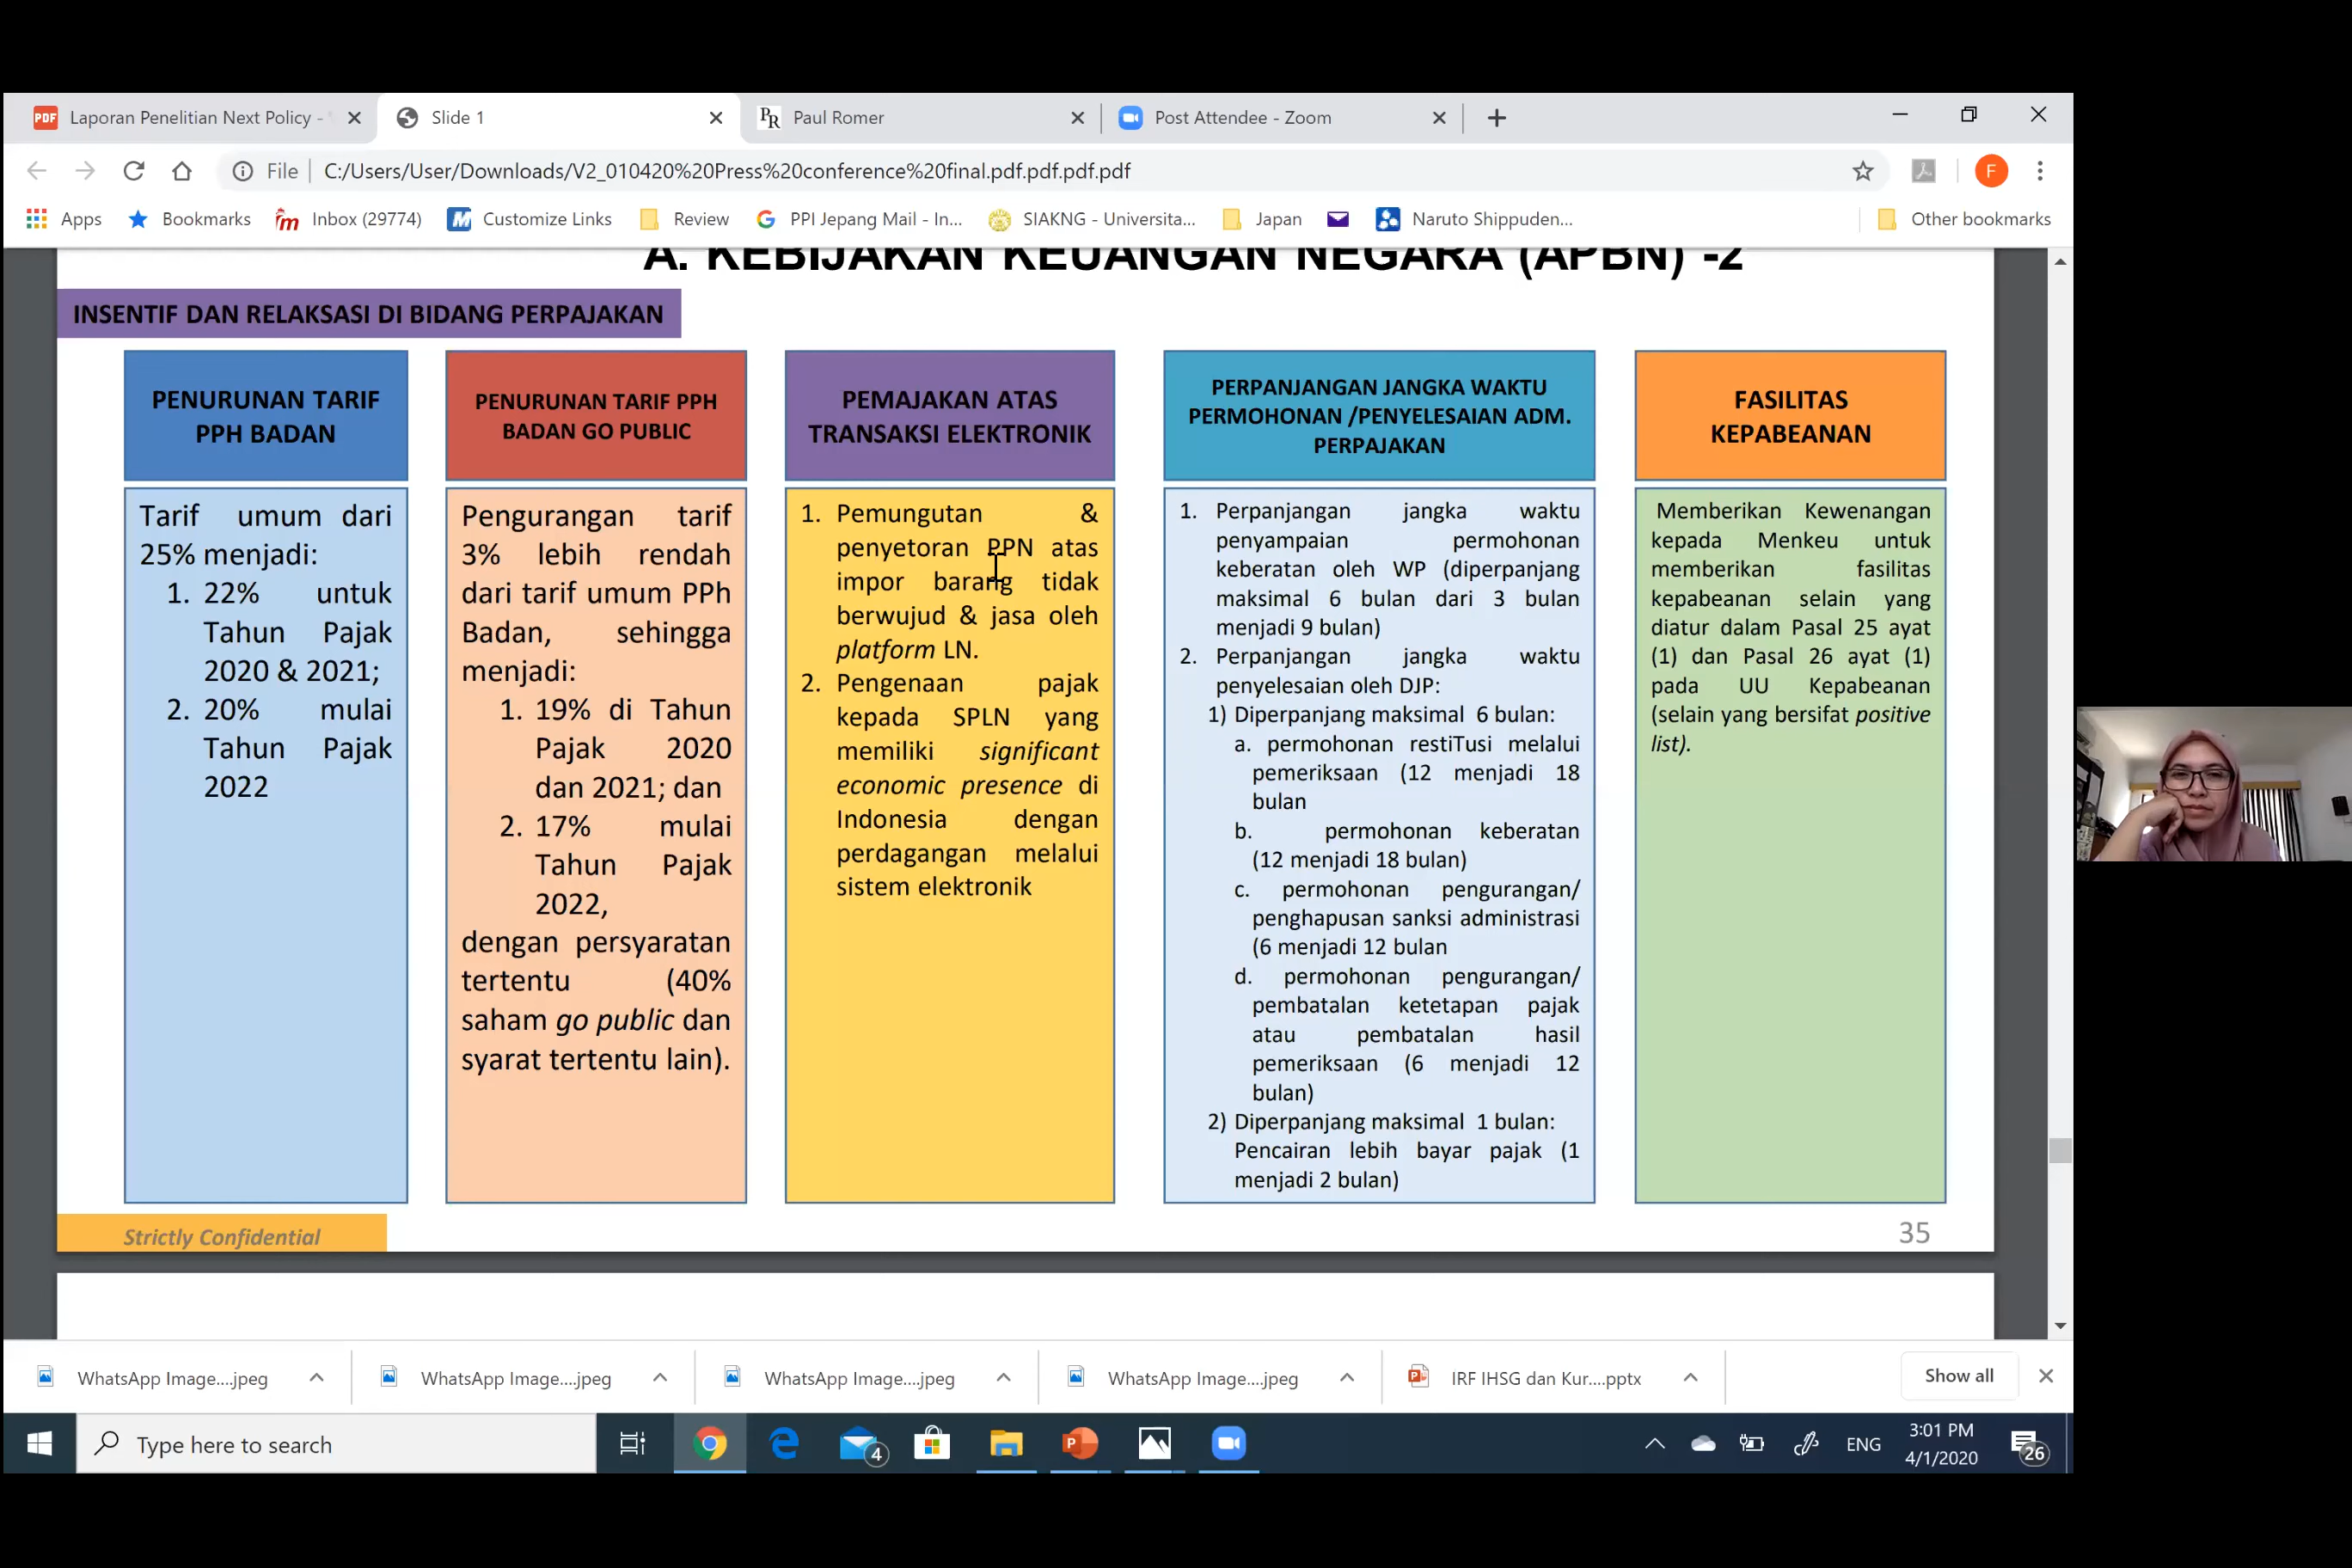 Laporan Penelitian Next Policy -
Slide 1
PR
Paul Romer
Post Attendee - Zoom
File
C:/Users/User/Downloads/V2_010420%20Press%20conference%20final.pdf.pdf.pdf.pdf
F
Apps
Bookmarks
Inbox (29774)
Customize Links
Review
PPI Jepang Mail - In...
SIAKNG - Universita...
Japan
Naruto Shippuden...
Other bookmarks
A. KEBIJAKAN KEUANGAN NEGARA (APBN) -2
INSENTIF DAN RELAKSASI DI BIDANG PERPAJAKAN
PENURUNAN TARIF
PPH BADAN
Tarif umum dari
25% menjadi:
1. 22% untuk
Tahun Pajak
2020 & 2021;
2. 20% mulai
Tahun Pajak
2022
PENURUNAN TARIF PPH
BADAN GO PUBLIC
Pengurangan tarif
3% lebih rendah
dari tarif umum PPh
Badan, sehingga
menjadi:
1. 19% di Tahun
Pajak 2020
dan 2021; dan
2. 17% mulai
Tahun Pajak
2022,
dengan persyaratan
tertentu (40%
saham go public dan
syarat tertentu lain).
PEMAJAKAN ATAS
TRANSAKSI ELEKTRONIK
1. Pemungutan &
penyetoran PPN atas
impor barang tidak
berwujud & jasa oleh
platform LN.
2. Pengenaan pajak
kepada SPLN yang
memiliki significant
economic presence di
Indonesia dengan
perdagangan melalui
sistem elektronik
PERPANJANGAN JANGKA WAKTU
PERMOHONAN /PENYELESAIAN ADM.
PERPAJAKAN
1. Perpanjangan jangka waktu
penyampaian permohonan
keberatan oleh WP (diperpanjang
maksimal 6 bulan dari 3 bulan
menjadi 9 bulan)
2. Perpanjangan jangka waktu
penyelesaian oleh DJP:
1) Diperpanjang maksimal 6 bulan:
a. permohonan restiTusi melalui
pemeriksaan (12 menjadi 18
bulan
b. permohonan keberatan
(12 menjadi 18 bulan)
c. permohonan pengurangan/
penghapusan sanksi administrasi
(6 menjadi 12 bulan
d. permohonan pengurangan/
pembatalan ketetapan pajak
atau pembatalan hasil
pemeriksaan (6 menjadi 12
bulan)
2) Diperpanjang maksimal 1 bulan:
Pencairan lebih bayar pajak (1
menjadi 2 bulan)
FASILITAS
KEPABEANAN
Memberikan Kewenangan
kepada Menkeu untuk
memberikan fasilitas
kepabeanan selain yang
diatur dalam Pasal 25 ayat
(1) dan Pasal 26 ayat (1)
pada UU Kepabeanan
(selain yang bersifat positive
list).
Strictly Confidential
35
WhatsApp Image....jpeg
WhatsApp Image....jpeg
WhatsApp Image....jpeg
WhatsApp Image....jpeg
IRF IHSG dan Kur....pptx
Show all
Type here to search
4
ENG
3:01 PM
4/1/2020
26